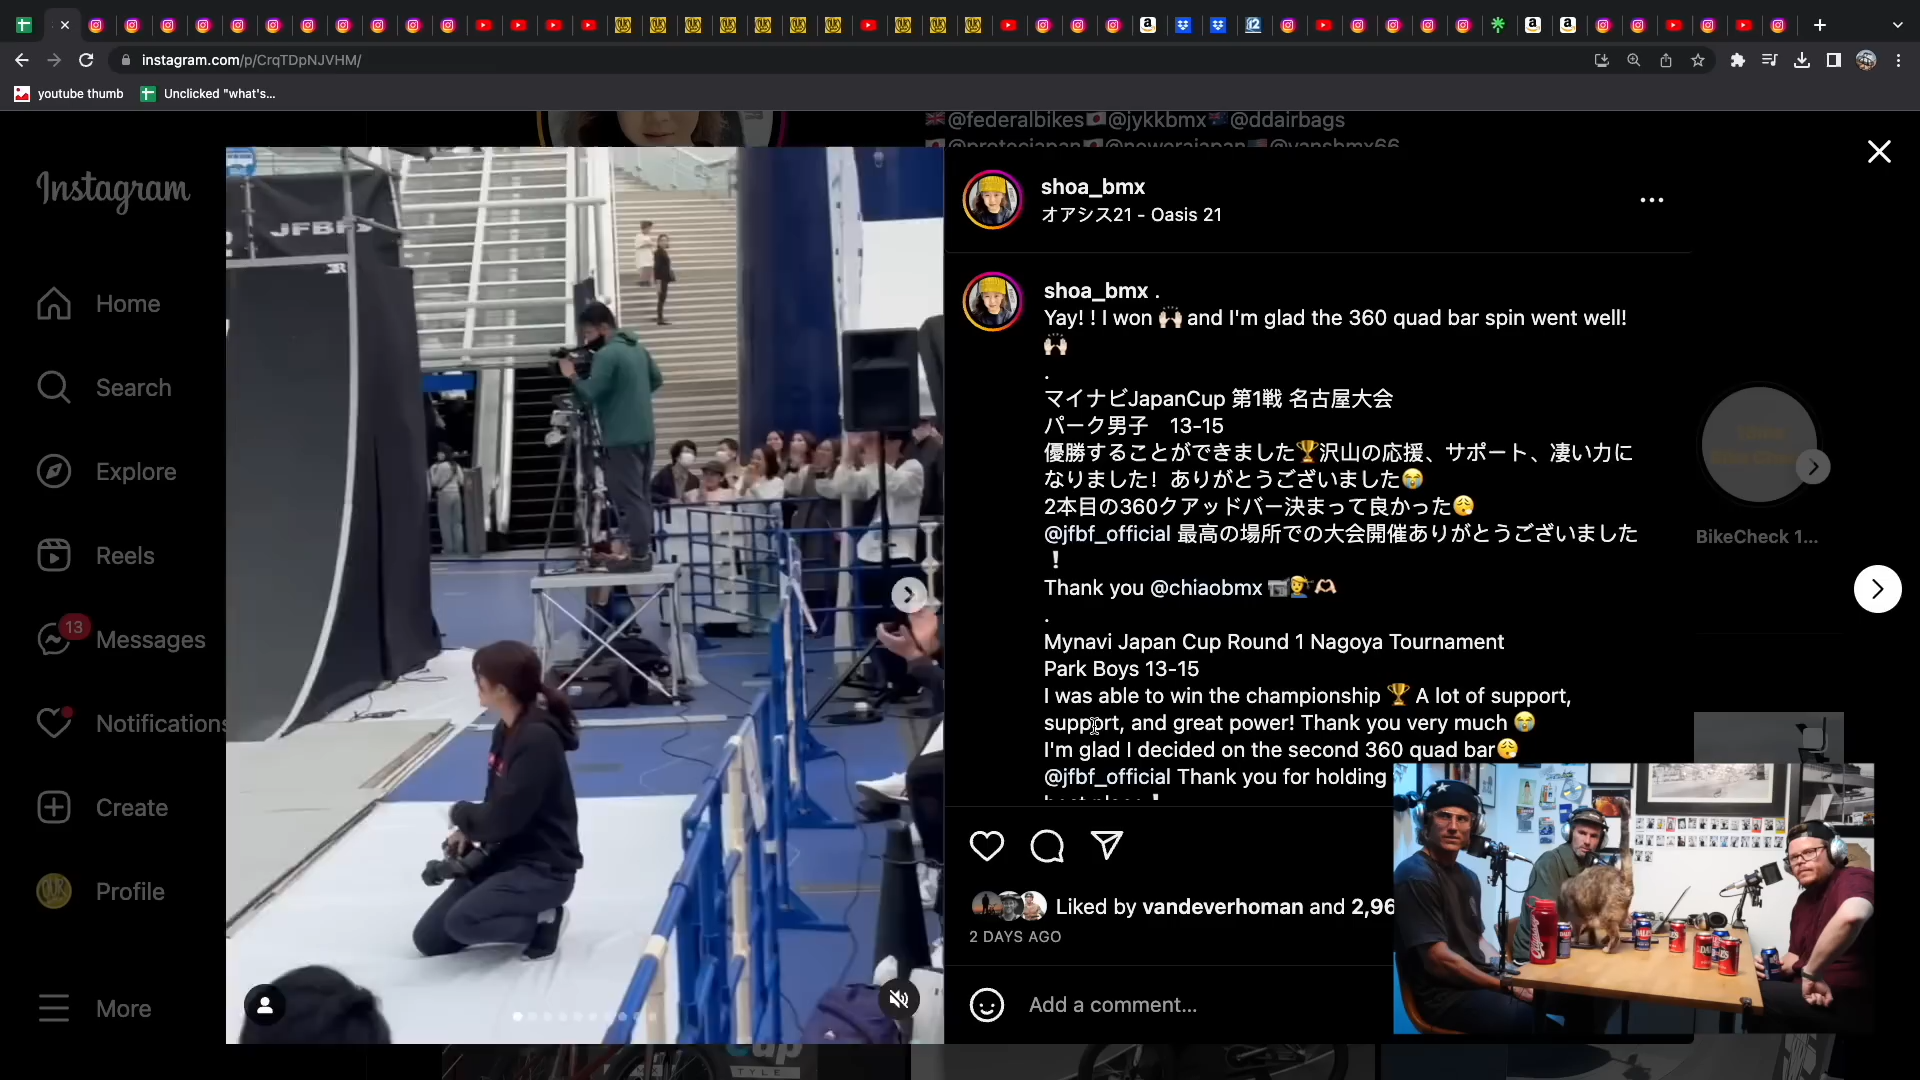 instagram.com/p/CrqTDpNJVHM/
youtube thumb
Unclicked "what's...
@federalbikes🇯🇵@jykkbmx🇦🇺@ddairbags
Instagram
Home
Search
Explore
Reels
13
Messages
Notifications
Create
Profile
More
JFBF
shoa_bmx
オアシス21 - Oasis 21
shoa_bmx .
Yay! ! I won 🙌🏻 and I'm glad the 360 quad bar spin went well!
🙌🏻
.
マイナビJapanCup 第1戦 名古屋大会
パーク男子　13-15
優勝することができました🏆沢山の応援、サポート、凄い力に
なりました！ありがとうございました😭
2本目の360クアッドバー決まって良かった😮‍💨
@jfbf_official 最高の場所での大会開催ありがとうございました
！
Thank you @chiaobmx
.
Mynavi Japan Cup Round 1 Nagoya Tournament
Park Boys 13-15
I was able to win the championship 🏆 A lot of support,
support, and great power! Thank you very much 😭
I'm glad I decided on the second 360 quad bar😮‍💨
@jfbf_official Thank you for holding
Liked by vandeverhoman and 2,96
2 DAYS AGO
Add a comment...
BikeCheck 1...